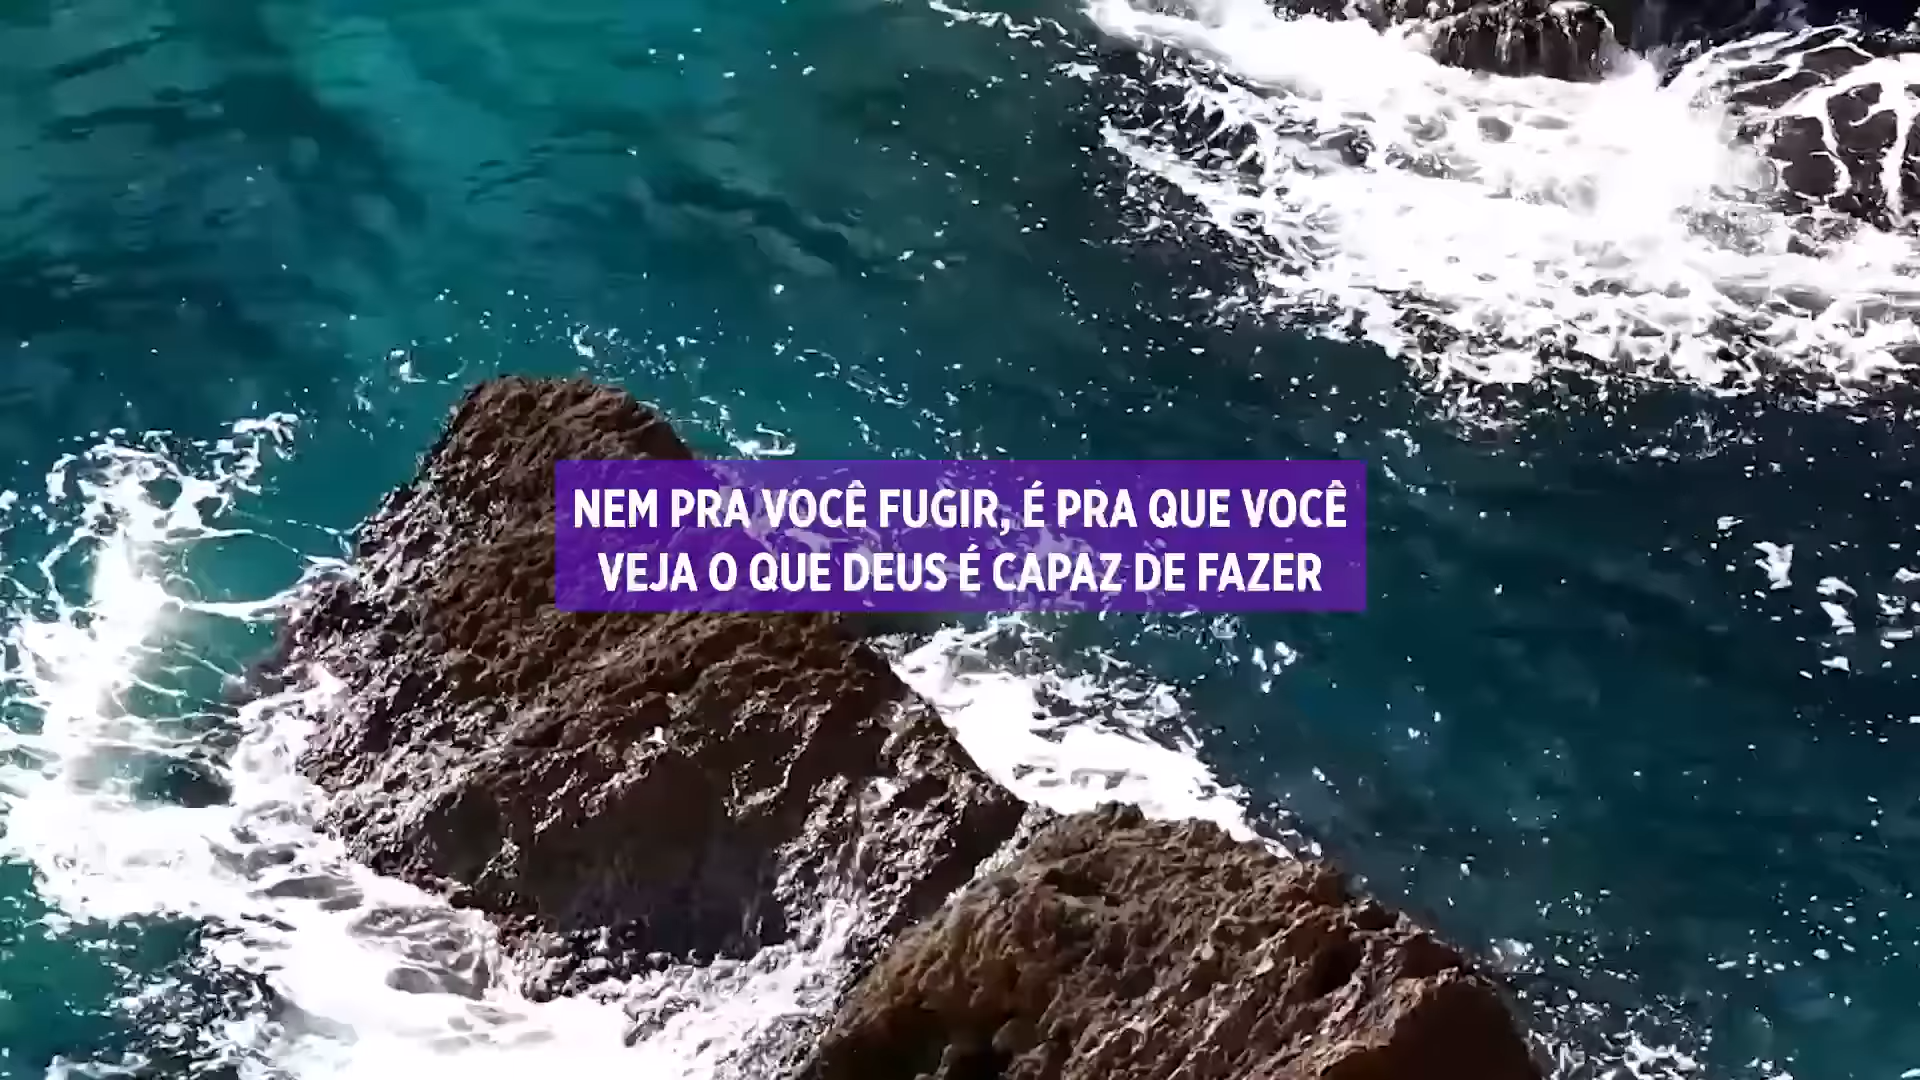 NEM PRA VOCÊ FUGIR, É PRA QUE VOCÊ
VEJA O QUE DEUS É CAPAZ DE FAZER